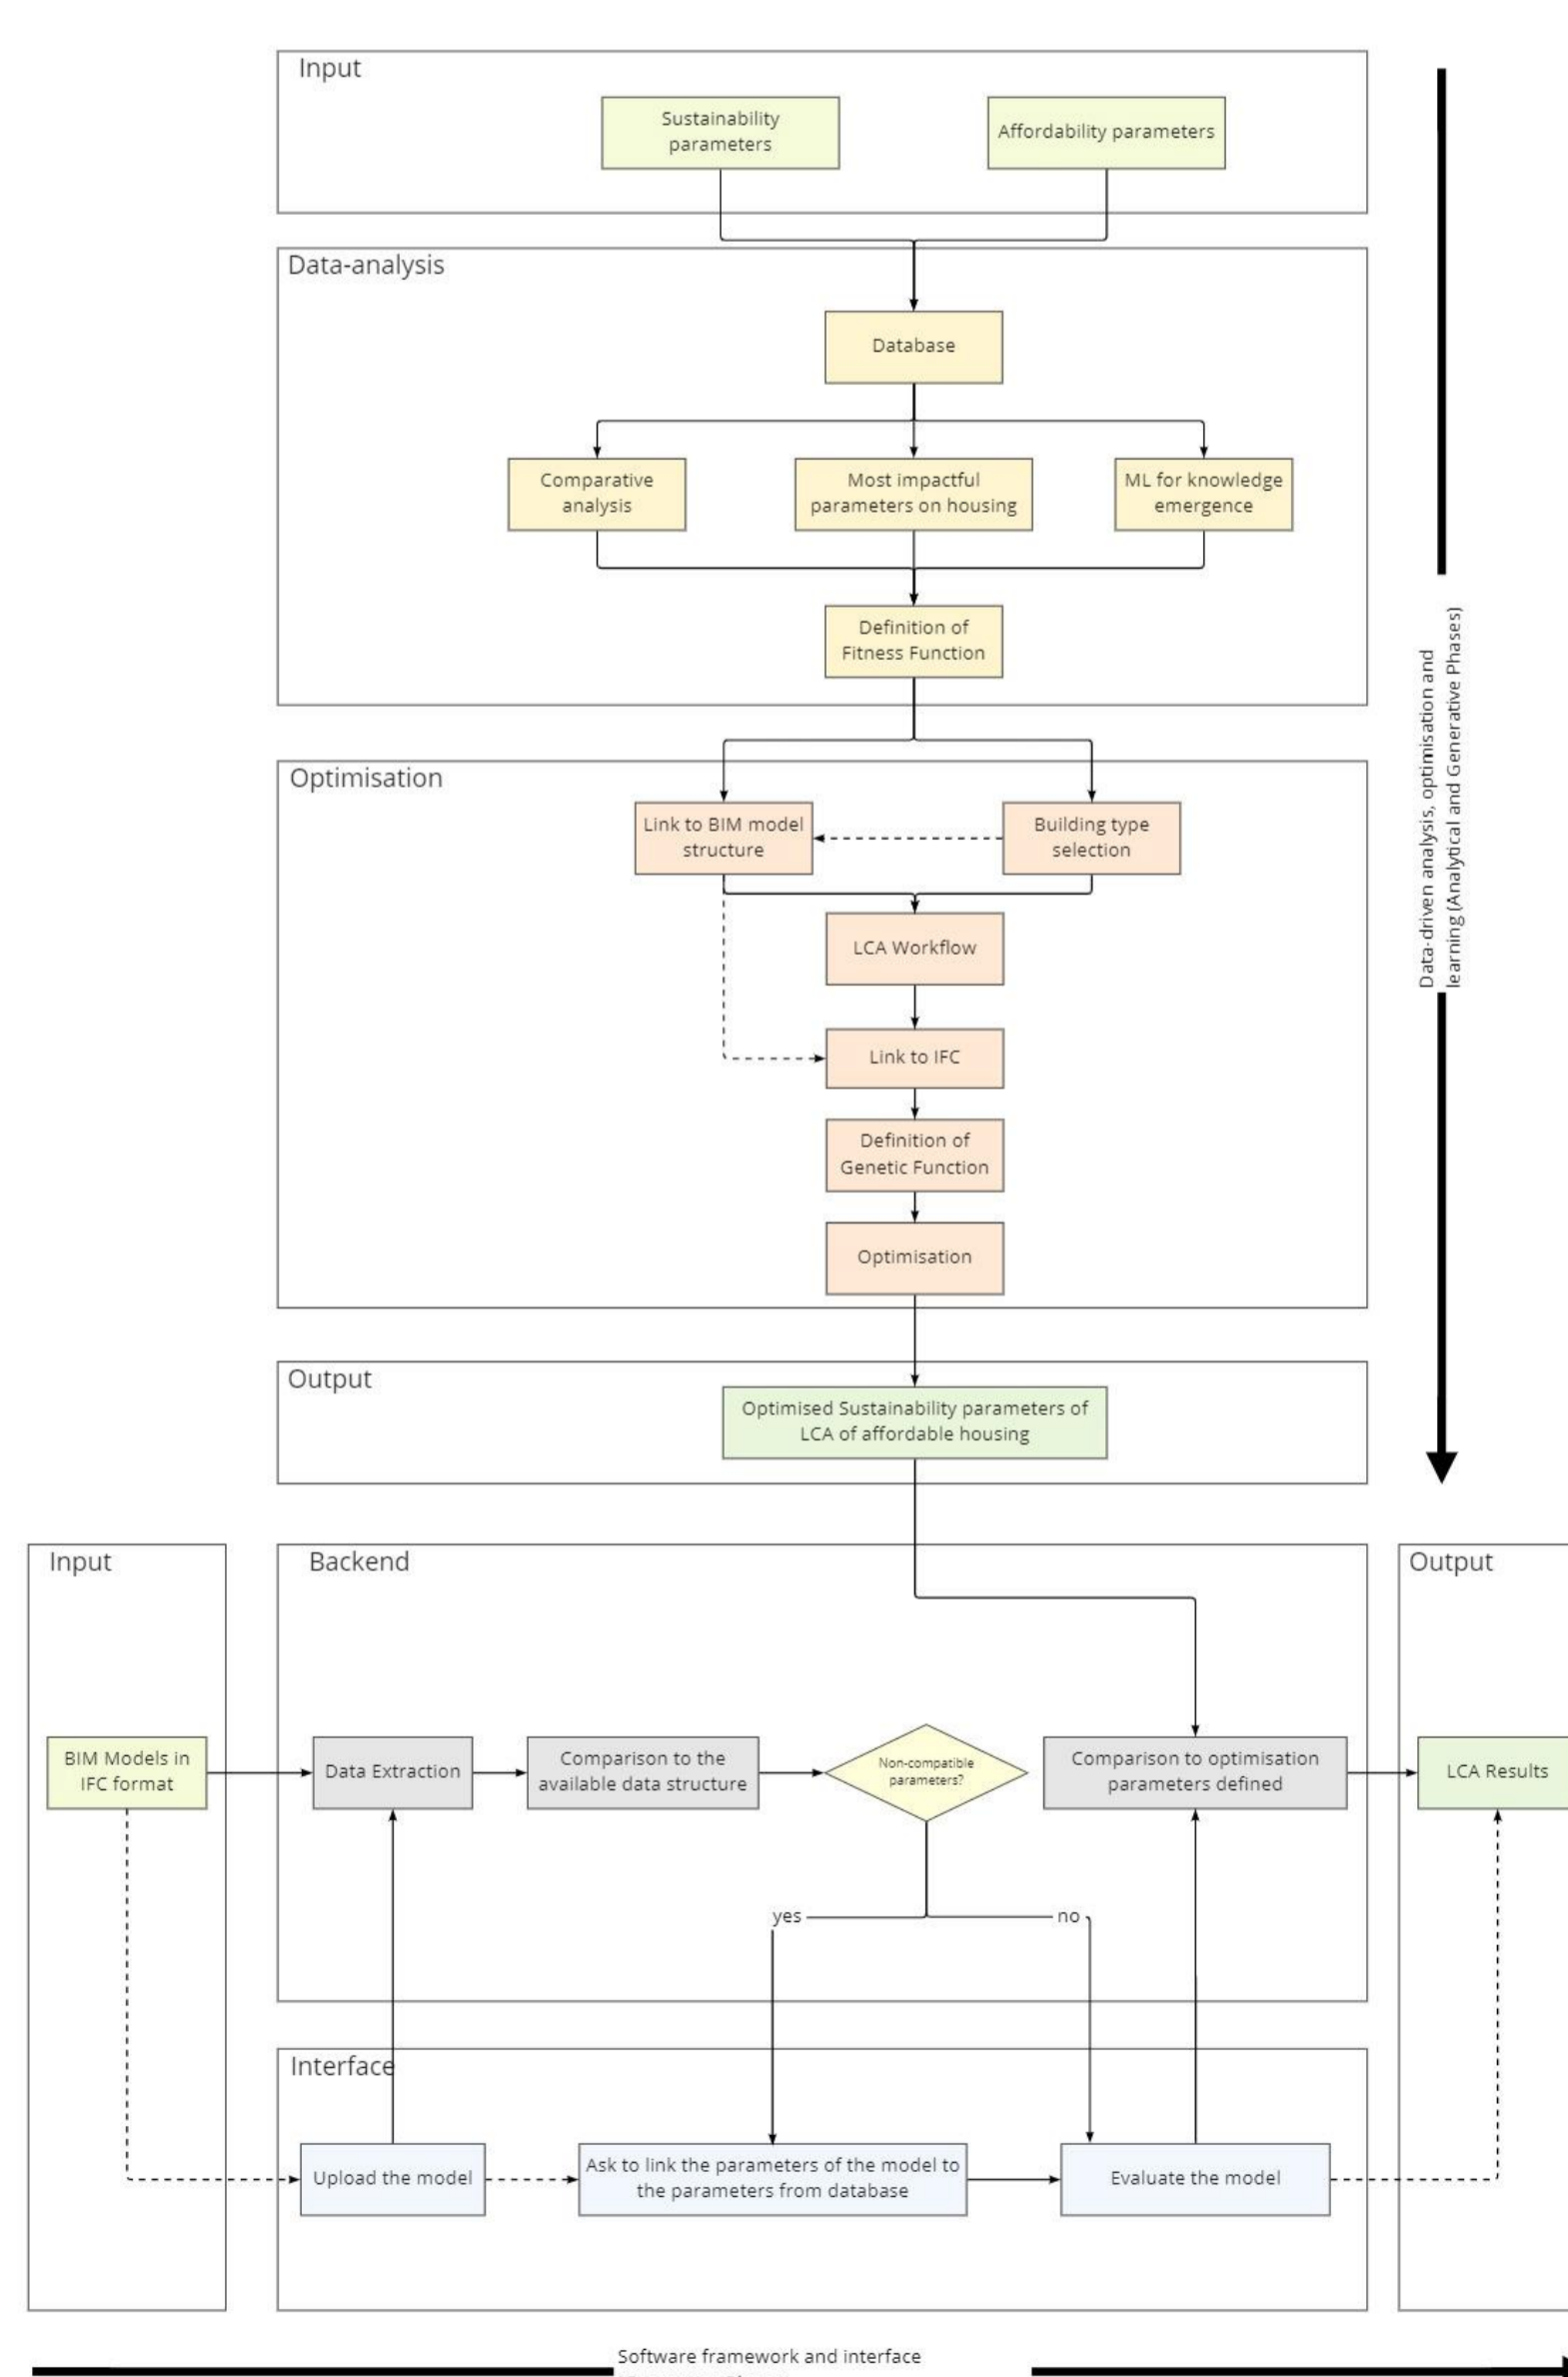 Input
Sustainability
parameters
Affordability parameters
Data-analysis
Database
Comparative
analysis
Most impactful
parameters on housing
ML for knowledge
emergence
Definition of
Fitness Function
Data-driven analysis, optimisation and
learning (Analytical and Generative Phases)
Optimisation
Link to BIM model
structure
Building type
selection
LCA Workflow
Link to IFC
Definition of
Genetic Function
Optimisation
Output
Optimised Sustainability parameters of
LCA of affordable housing
Input
Backend
Output
BIM Models in
IFC format
Data Extraction
Comparison to the
available data structure
Non-compatible
parameters?
Comparison to optimisation
parameters defined
LCA Results
yes
no
Interface
Upload the model
Ask to link the parameters of the model to
the parameters from database
Evaluate the model
Software framework and interface